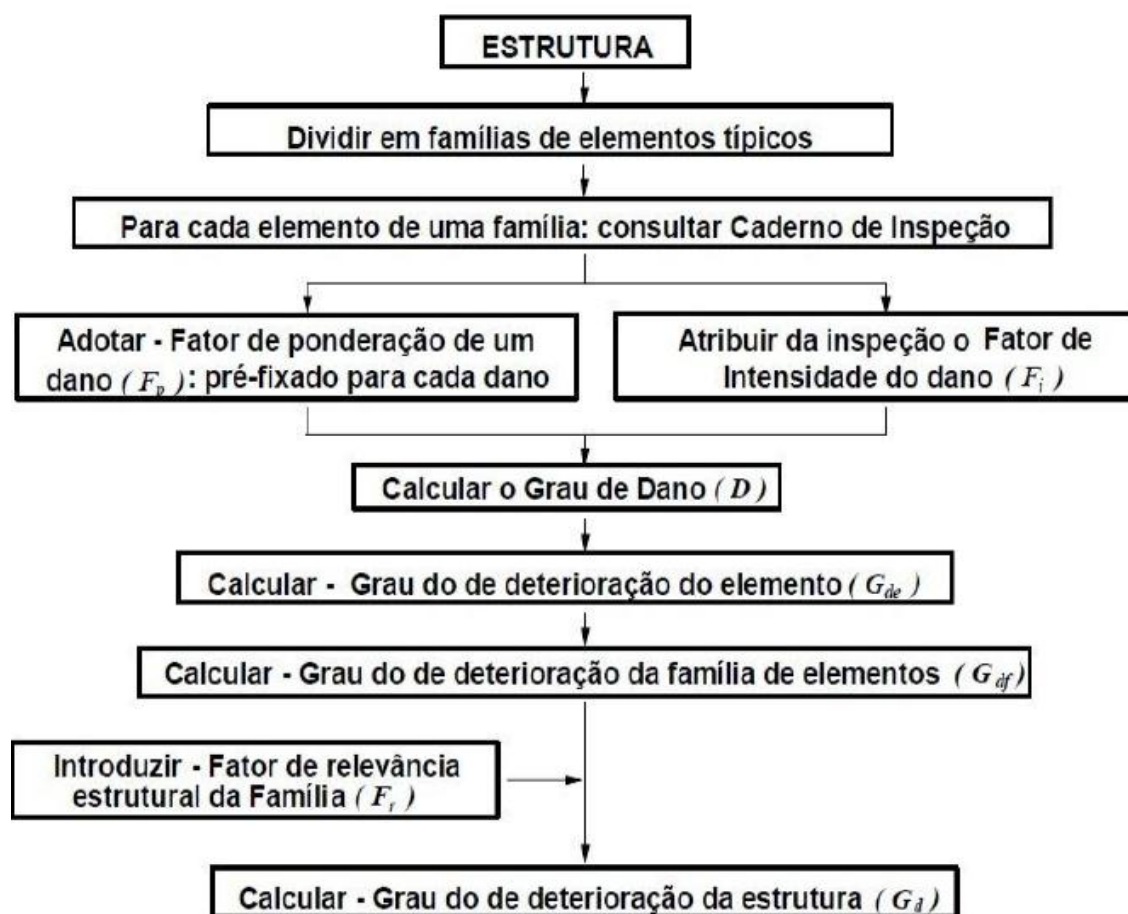 ESTRUTURA
Dividir em famílias de elementos típicos
Para cada elemento de uma família: consultar Caderno de Inspeção
Adotar - Fator de ponderação de um
dano (Fp): pré-fixado para cada dano
Atribuir da inspeção o Fator de
Intensidade do dano (Fi)
Calcular o Grau de Dano (D)
Calcular - Grau do de deterioração do elemento (Gde)
Calcular - Grau do de deterioração da família de elementos (Gdf)
Introduzir - Fator de relevância
estrutural da Família (Fr)
Calcular - Grau do de deterioração da estrutura (Gd)